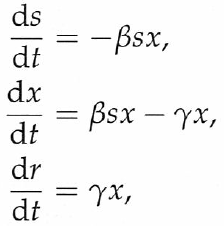 ds/dt = −βsx,
dx/dt = βsx − γx,
dr/dt = γx,